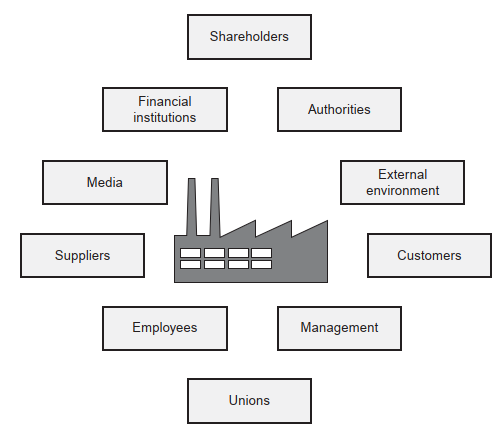 Shareholders
Financial
institutions
Authorities
Media
External
environment
Suppliers
Customers
Employees
Management
Unions